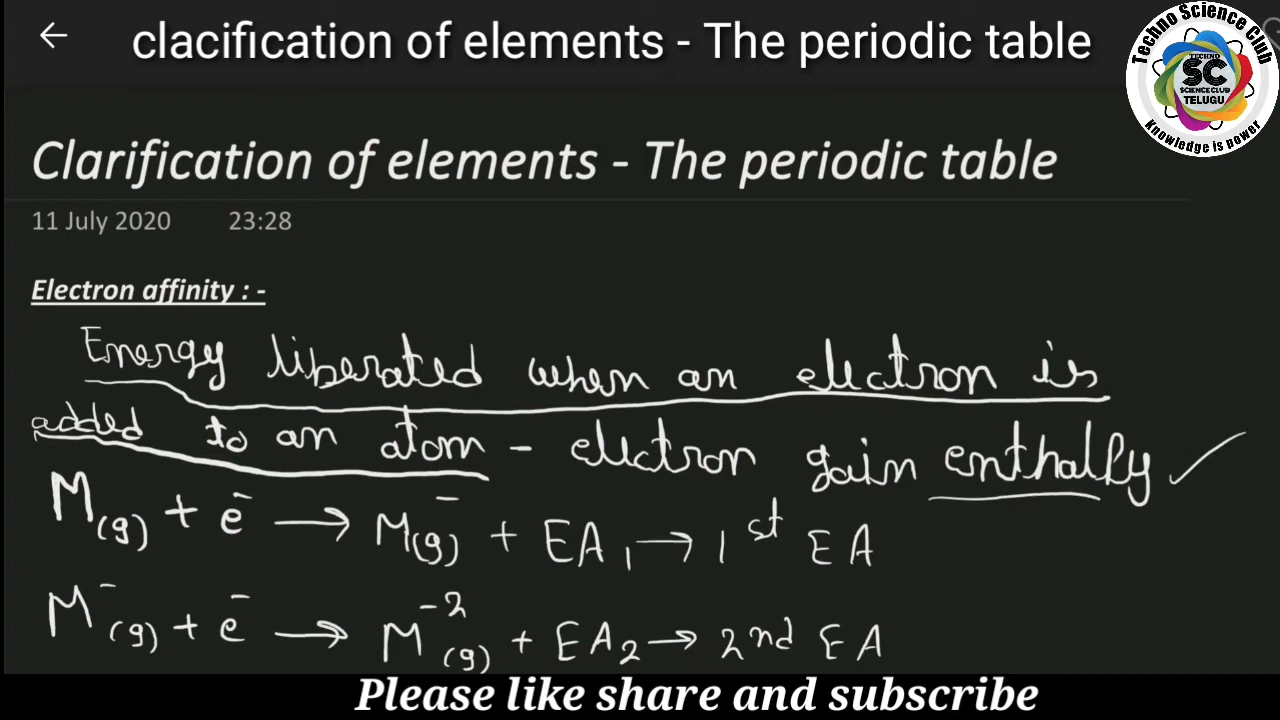 ← clacification of elements - The periodic table
Techno Science Club
TECHNO
SC
SCIENCE CLUB
TELUGU
Knowledge is power
Clarification of elements - The periodic table
11 July 2020 23:28
Electron affinity : -
Energy liberated when an electron is
added to an atom - electron gain enthalpy ✓
M(g) + e⁻ → M⁻(g) + EA₁ → 1st EA
M⁻(g) + e⁻ → M⁻²(g) + EA₂ → 2nd EA
Please like share and subscribe